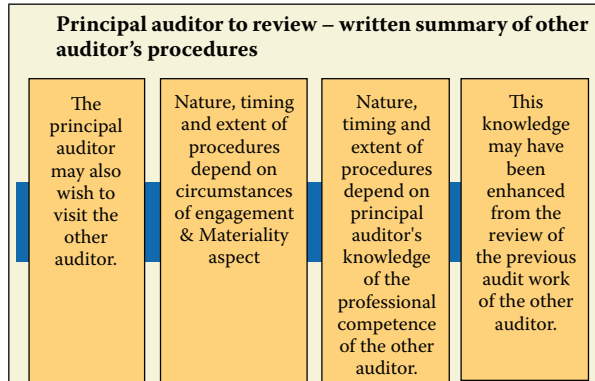 Principal auditor to review – written summary of other
auditor's procedures
The
principal
auditor
may also
wish to
visit the
other
auditor.
Nature, timing
and extent of
procedures
depend on
circumstances
of engagement
& Materiality
aspect
Nature,
timing and
extent of
procedures
depend on
principal
auditor's
knowledge
of the
professional
competence
of the other
auditor.
This
knowledge
may have
been
enhanced
from the
review of
the previous
audit work
of the other
auditor.